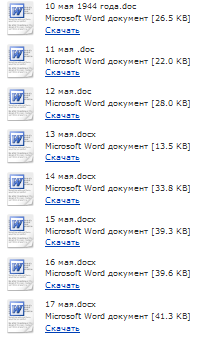 10 мая 1944 года.doc
Microsoft Word документ [26.5 KB]
Скачать
11 мая .doc
Microsoft Word документ [22.0 KB]
Скачать
12 мая.doc
Microsoft Word документ [28.0 KB]
Скачать
13 мая.docx
Microsoft Word документ [13.5 KB]
Скачать
14 мая.docx
Microsoft Word документ [33.8 KB]
Скачать
15 мая.docx
Microsoft Word документ [39.3 KB]
Скачать
16 мая.docx
Microsoft Word документ [39.6 KB]
Скачать
17 мая.docx
Microsoft Word документ [41.3 KB]
Скачать